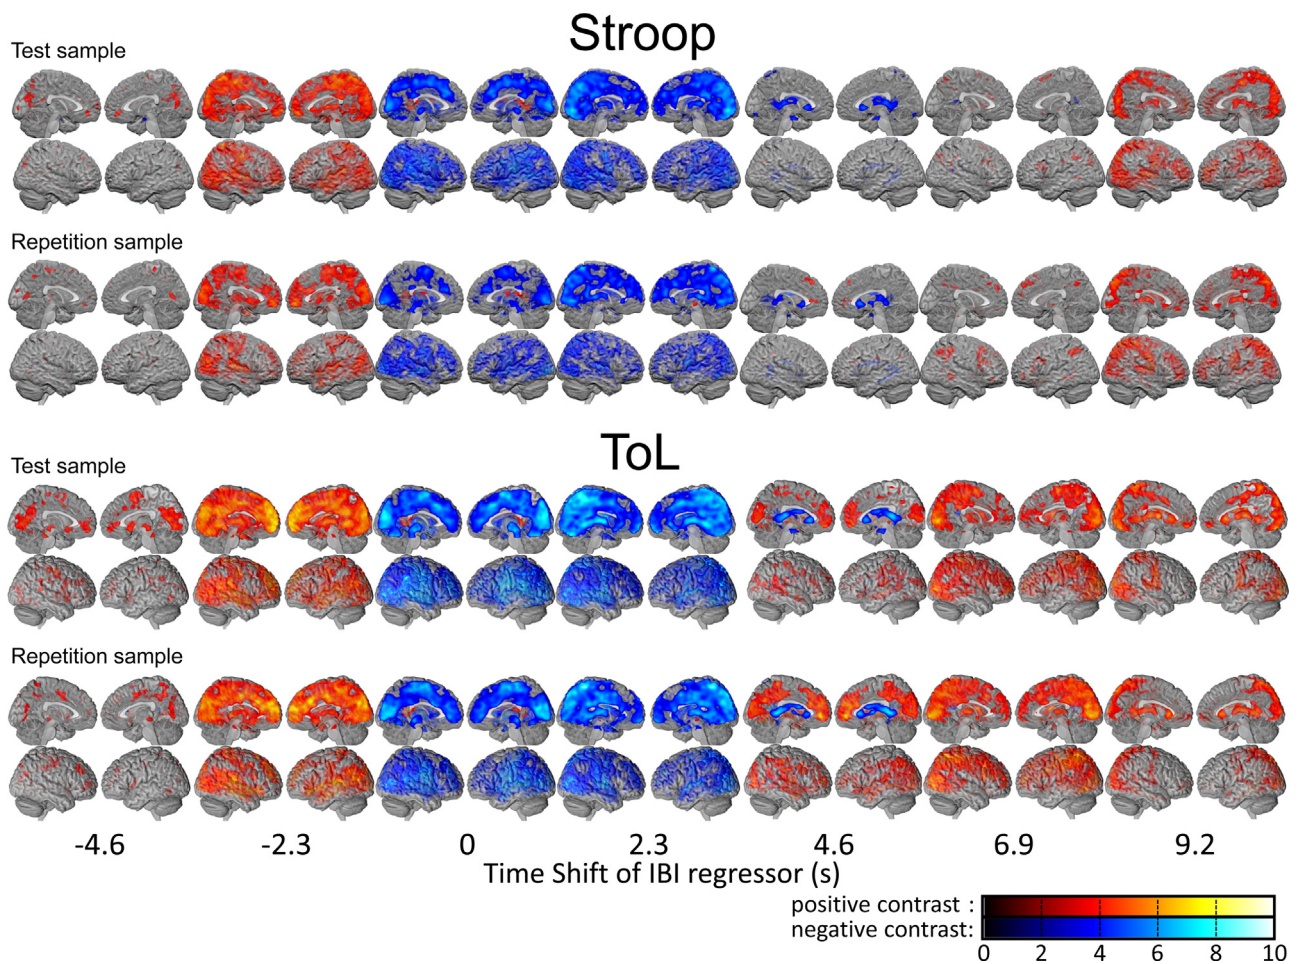 Stroop
Test sample
Repetition sample
ToL
Test sample
Repetition sample
-4.6 -2.3 0 2.3 4.6 6.9 9.2
Time Shift of IBI regressor (s)
positive contrast :
negative contrast:
0 2 4 6 8 10